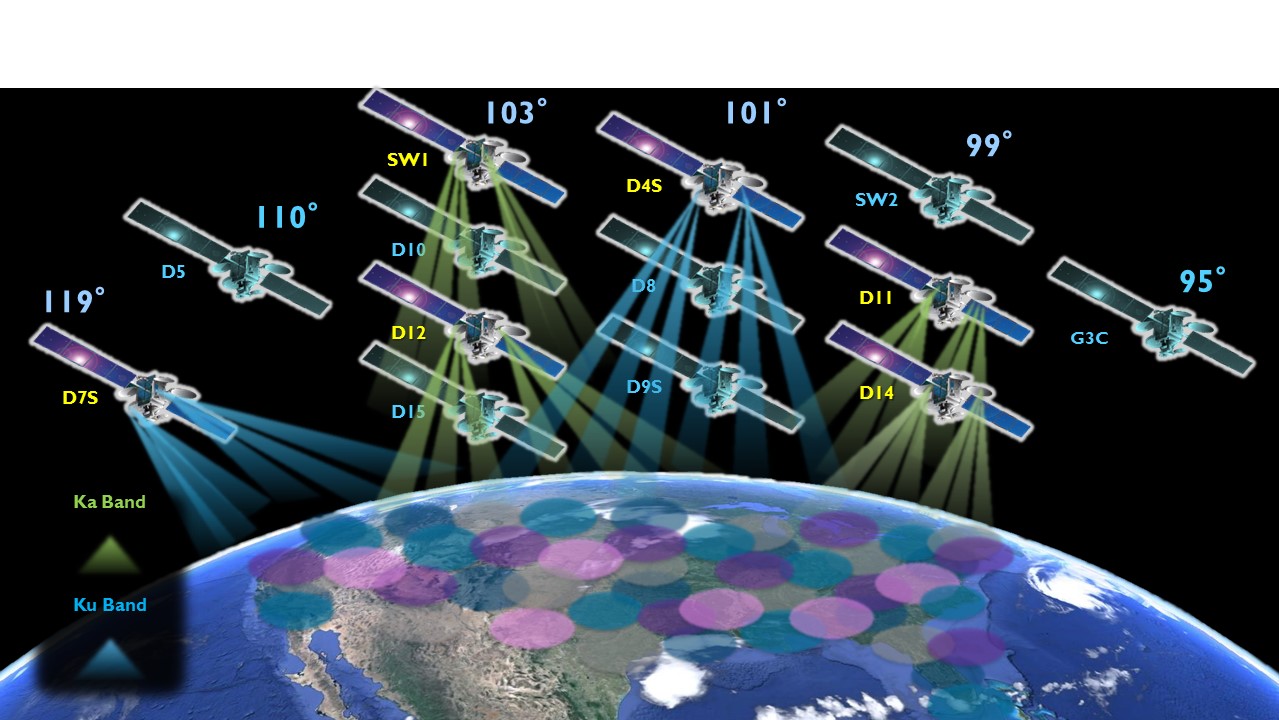 103°
101°
99°
SW1
D4S
SW2
110°
D10
D5
D8
95°
119°
D11
D12
G3C
D9S
D14
D7S
D15
Ka Band
Ku Band